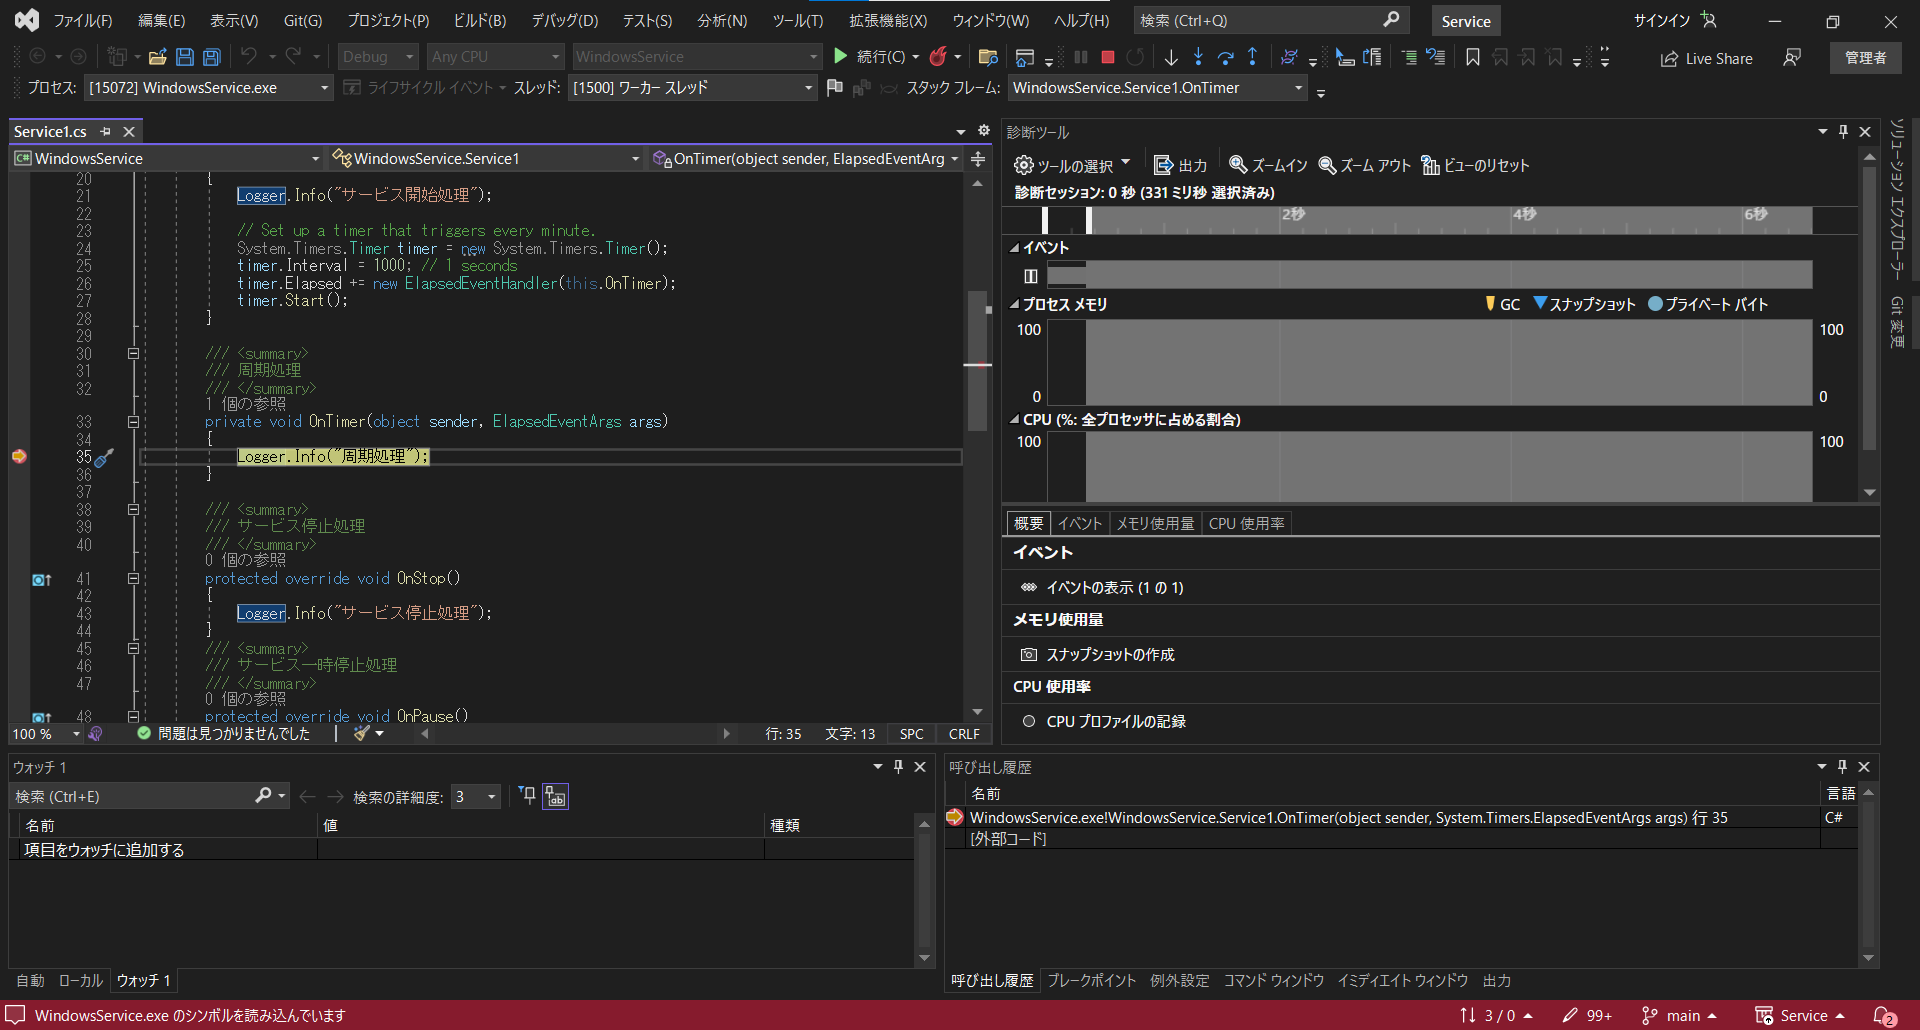 ファイル(F) 編集(E) 表示(V) Git(G) プロジェクト(P) ビルド(B) デバッグ(D) テスト(S) 分析(N) ツール(T) 拡張機能(X) ウィンドウ(W) ヘルプ(H) 検索 (Ctrl+Q) Service サインイン
Debug Any CPU WindowsService 続行(C) Live Share 管理者
プロセス: [15072] WindowsService.exe ライフサイクル イベント スレッド: [1500] ワーカー スレッド スタック フレーム: WindowsService.Service1.OnTimer
Service1.cs
C# WindowsService WindowsService.Service1 OnTimer(object sender, ElapsedEventArg
20 {
21 Logger.Info("サービス開始処理");
22
23 // Set up a timer that triggers every minute.
24 System.Timers.Timer timer = new System.Timers.Timer();
25 timer.Interval = 1000; // 1 seconds
26 timer.Elapsed += new ElapsedEventHandler(this.OnTimer);
27 timer.Start();
28 }
29
30 /// <summary>
31 /// 周期処理
32 /// </summary>
1 個の参照
33 private void OnTimer(object sender, ElapsedEventArgs args)
34 {
35 Logger.Info("周期処理");
36 }
37
38 /// <summary>
39 /// サービス停止処理
40 /// </summary>
0 個の参照
41 protected override void OnStop()
42 {
43 Logger.Info("サービス停止処理");
44 }
45 /// <summary>
46 /// サービス一時停止処理
47 /// </summary>
0 個の参照
48 protected override void OnPause()
100 % 問題は見つかりませんでした 行: 35 文字: 13 SPC CRLF
診断ツール
ツールの選択 出力 ズームイン ズーム アウト ビューのリセット
診断セッション: 0 秒 (331 ミリ秒 選択済み)
2秒 4秒 6秒
イベント
プロセス メモリ GC スナップショット プライベート バイト
100 100
0 0
CPU (%: 全プロセッサに占める割合)
100 100
概要 イベント メモリ使用量 CPU 使用率
イベント
イベントの表示 (1 の 1)
メモリ使用量
スナップショットの作成
CPU 使用率
CPU プロファイルの記録
ソリューション エクスプローラー
Git 変更
ウォッチ 1
検索 (Ctrl+E) 検索の詳細度: 3
名前 値 種類
項目をウォッチに追加する
自動 ローカル ウォッチ 1
呼び出し履歴
名前 言語
WindowsService.exe!WindowsService.Service1.OnTimer(object sender, System.Timers.ElapsedEventArgs args) 行 35 C#
[外部コード]
呼び出し履歴 ブレークポイント 例外設定 コマンド ウィンドウ イミディエイト ウィンドウ 出力
WindowsService.exe のシンボルを読み込んでいます 3 / 0 99+ main Service 2